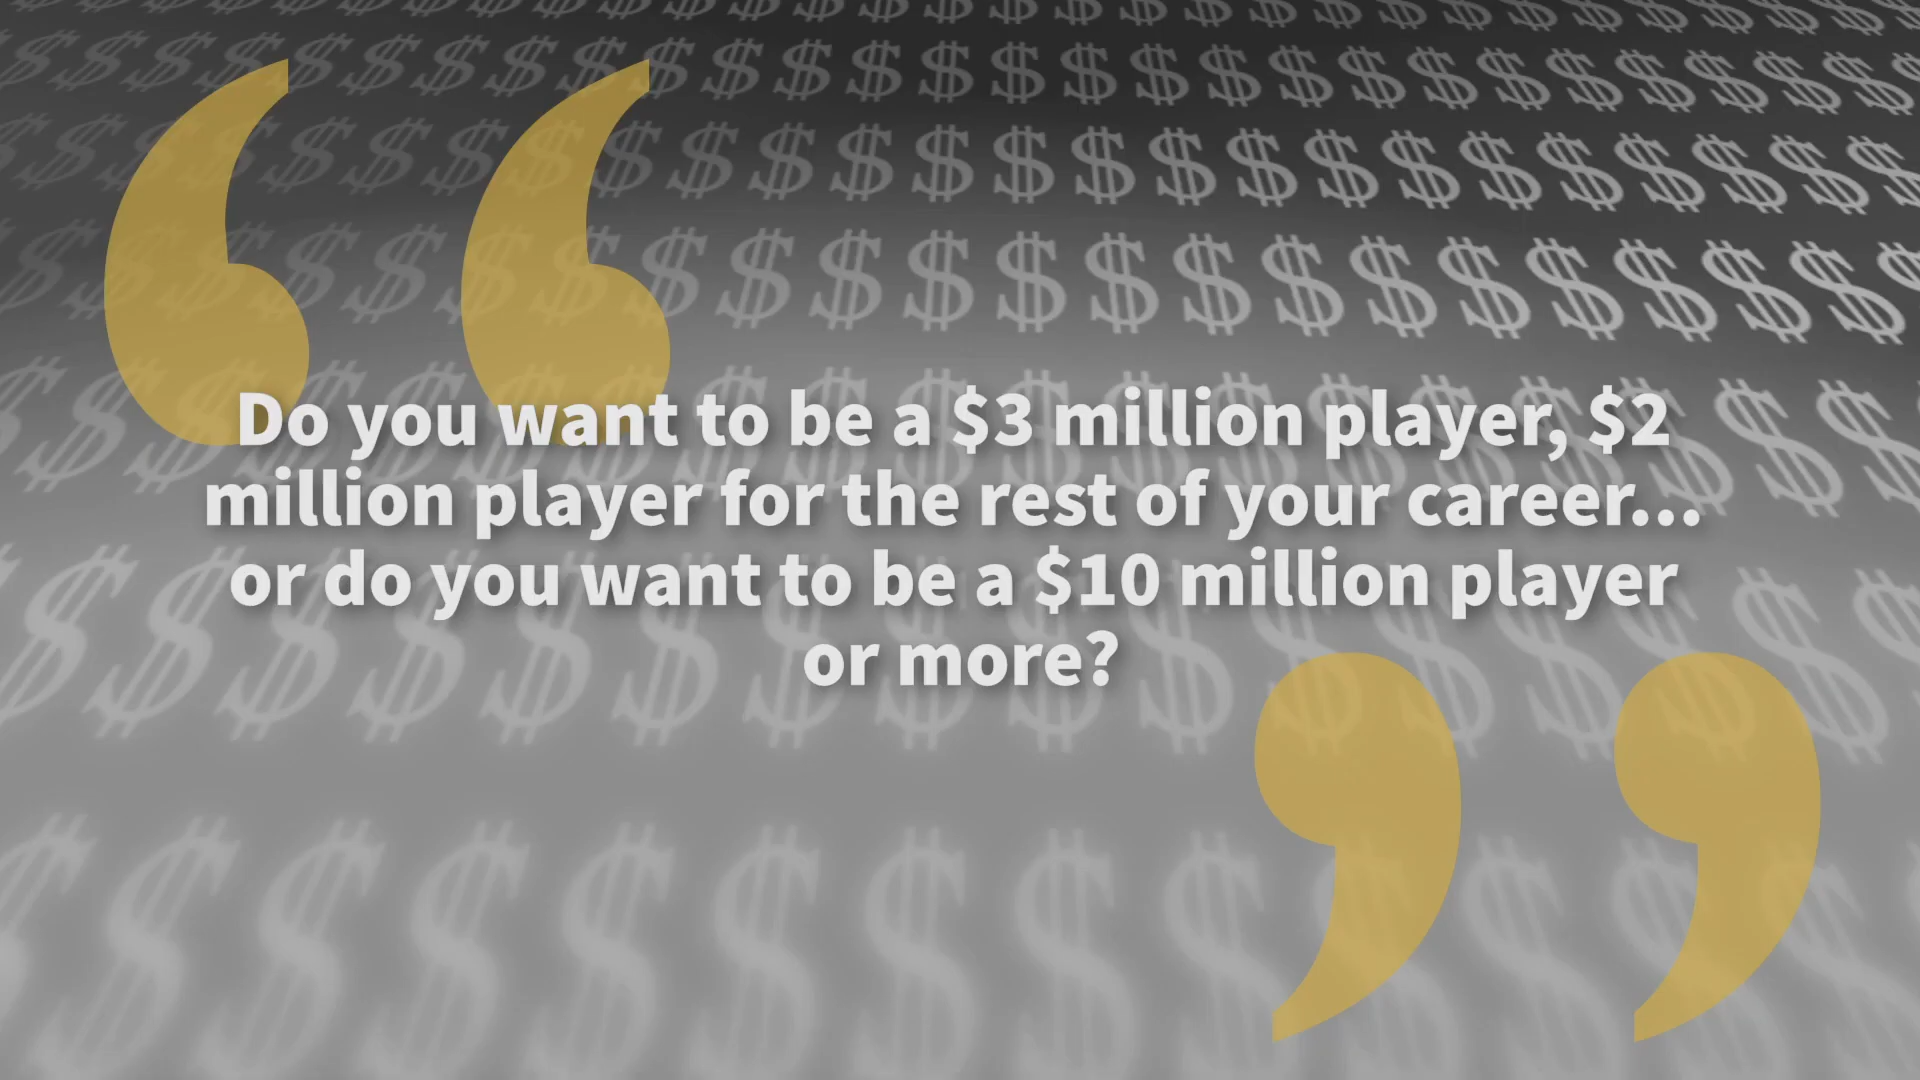 Do you want to be a $3 million player, $2
million player for the rest of your career...
or do you want to be a $10 million player
or more?